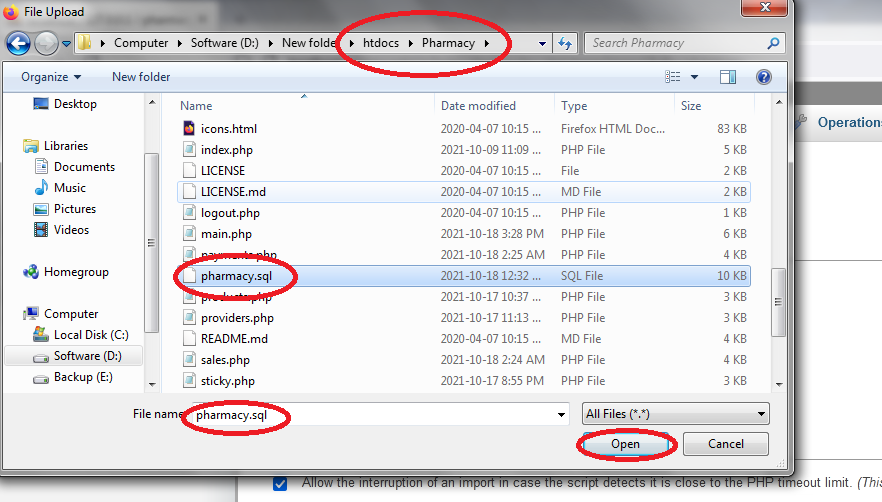 File Upload
Computer Software (D:) New folder htdocs Pharmacy Search Pharmacy
Organize New folder
Name Date modified Type Size
Desktop
Libraries
Documents
Music
Pictures
Videos
Homegroup
Computer
Local Disk (C:)
Software (D:)
Backup (E:)
icons.html 2020-04-07 10:15 ... Firefox HTML Doc... 83 KB
index.php 2021-10-09 11:09 ... PHP File 5 KB
LICENSE 2020-04-07 10:15 ... File 2 KB
LICENSE.md 2020-04-07 10:15 ... MD File 2 KB
logout.php 2020-04-07 10:15 ... PHP File 1 KB
main.php 2021-10-18 3:28 PM PHP File 6 KB
payments.php 2021-10-18 2:25 AM PHP File 4 KB
pharmacy.sql 2021-10-18 12:32 ... SQL File 10 KB
products.php 2021-10-17 10:37 ... PHP File 3 KB
providers.php 2021-10-17 11:13 ... PHP File 3 KB
README.md 2020-04-07 10:15 ... MD File 4 KB
sales.php 2021-10-18 2:24 AM PHP File 4 KB
sticky.php 2021-10-17 8:55 PM PHP File 3 KB
File name pharmacy.sql All Files (*.*)
Open Cancel
Operations
Allow the interruption of an import in case the script detects it is close to the PHP timeout limit. (This